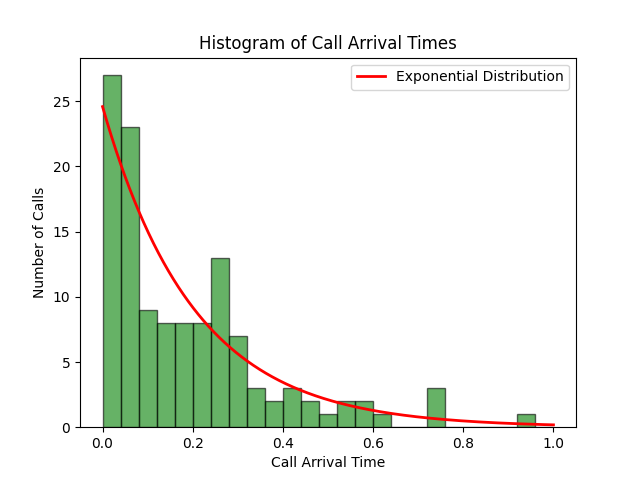 Histogram of Call Arrival Times
Exponential Distribution
Number of Calls
25
20
15
10
5
0
0.0 0.2 0.4 0.6 0.8 1.0
Call Arrival Time